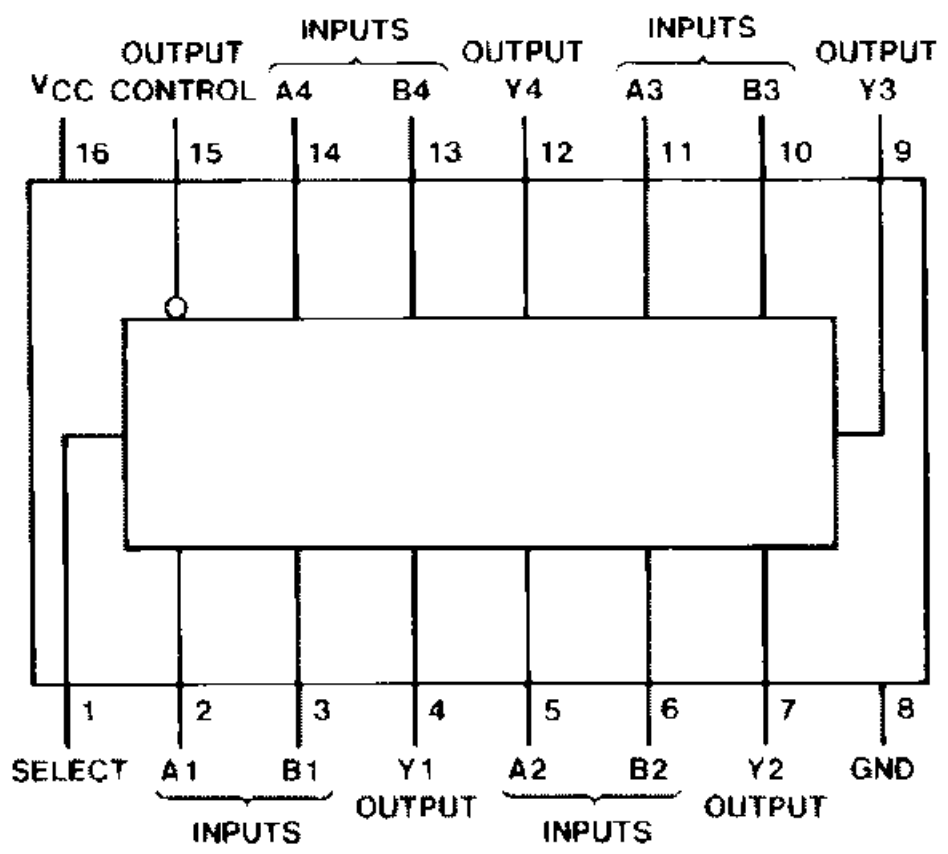 INPUTS INPUTS
OUTPUT OUTPUT OUTPUT
VCC CONTROL A4 B4 Y4 A3 B3 Y3
16 15 14 13 12 11 10 9
1 2 3 4 5 6 7 8
SELECT A1 B1 Y1 A2 B2 Y2 GND
INPUTS OUTPUT INPUTS OUTPUT